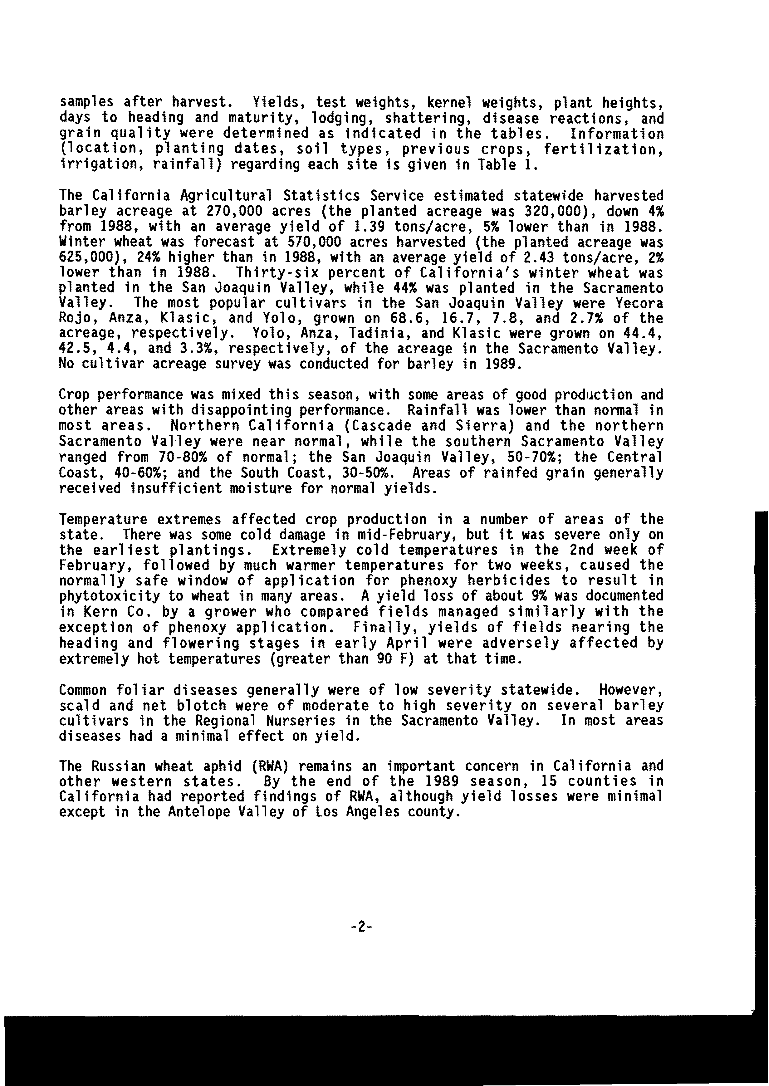 samples after harvest. Yields, test weights, kernel weights, plant heights,
days to heading and maturity, lodging, shattering, disease reactions, and
grain quality were determined as indicated in the tables. Information
(location, planting dates, soil types, previous crops, fertilization,
irrigation, rainfall) regarding each site is given in Table 1.
The California Agricultural Statistics Service estimated statewide harvested
barley acreage at 270,000 acres (the planted acreage was 320,000), down 4%
from 1988, with an average yield of 1.39 tons/acre, 5% lower than in 1988.
Winter wheat was forecast at 570,000 acres harvested (the planted acreage was
625,000), 24% higher than in 1988, with an average yield of 2.43 tons/acre, 2%
lower than in 1988. Thirty-six percent of California's winter wheat was
planted in the San Joaquin Valley, while 44% was planted in the Sacramento
Valley. The most popular cultivars in the San Joaquin Valley were Yecora
Rojo, Anza, Klasic, and Yolo, grown on 68.6, 16.7, 7.8, and 2.7% of the
acreage, respectively. Yolo, Anza, Tadinia, and Klasic were grown on 44.4,
42.5, 4.4, and 3.3%, respectively, of the acreage in the Sacramento Valley.
No cultivar acreage survey was conducted for barley in 1989.
Crop performance was mixed this season, with some areas of good production and
other areas with disappointing performance. Rainfall was lower than normal in
most areas. Northern California (Cascade and Sierra) and the northern
Sacramento Valley were near normal, while the southern Sacramento Valley
ranged from 70-80% of normal; the San Joaquin Valley, 50-70%; the Central
Coast, 40-60%; and the South Coast, 30-50%. Areas of rainfed grain generally
received insufficient moisture for normal yields.
Temperature extremes affected crop production in a number of areas of the
state. There was some cold damage in mid-February, but it was severe only on
the earliest plantings. Extremely cold temperatures in the 2nd week of
February, followed by much warmer temperatures for two weeks, caused the
normally safe window of application for phenoxy herbicides to result in
phytotoxicity to wheat in many areas. A yield loss of about 9% was documented
in Kern Co. by a grower who compared fields managed similarly with the
exception of phenoxy application. Finally, yields of fields nearing the
heading and flowering stages in early April were adversely affected by
extremely hot temperatures (greater than 90 F) at that time.
Common foliar diseases generally were of low severity statewide. However,
scald and net blotch were of moderate to high severity on several barley
cultivars in the Regional Nurseries in the Sacramento Valley. In most areas
diseases had a minimal effect on yield.
The Russian wheat aphid (RWA) remains an important concern in California and
other western states. By the end of the 1989 season, 15 counties in
California had reported findings of RWA, although yield losses were minimal
except in the Antelope Valley of Los Angeles county.
-2-